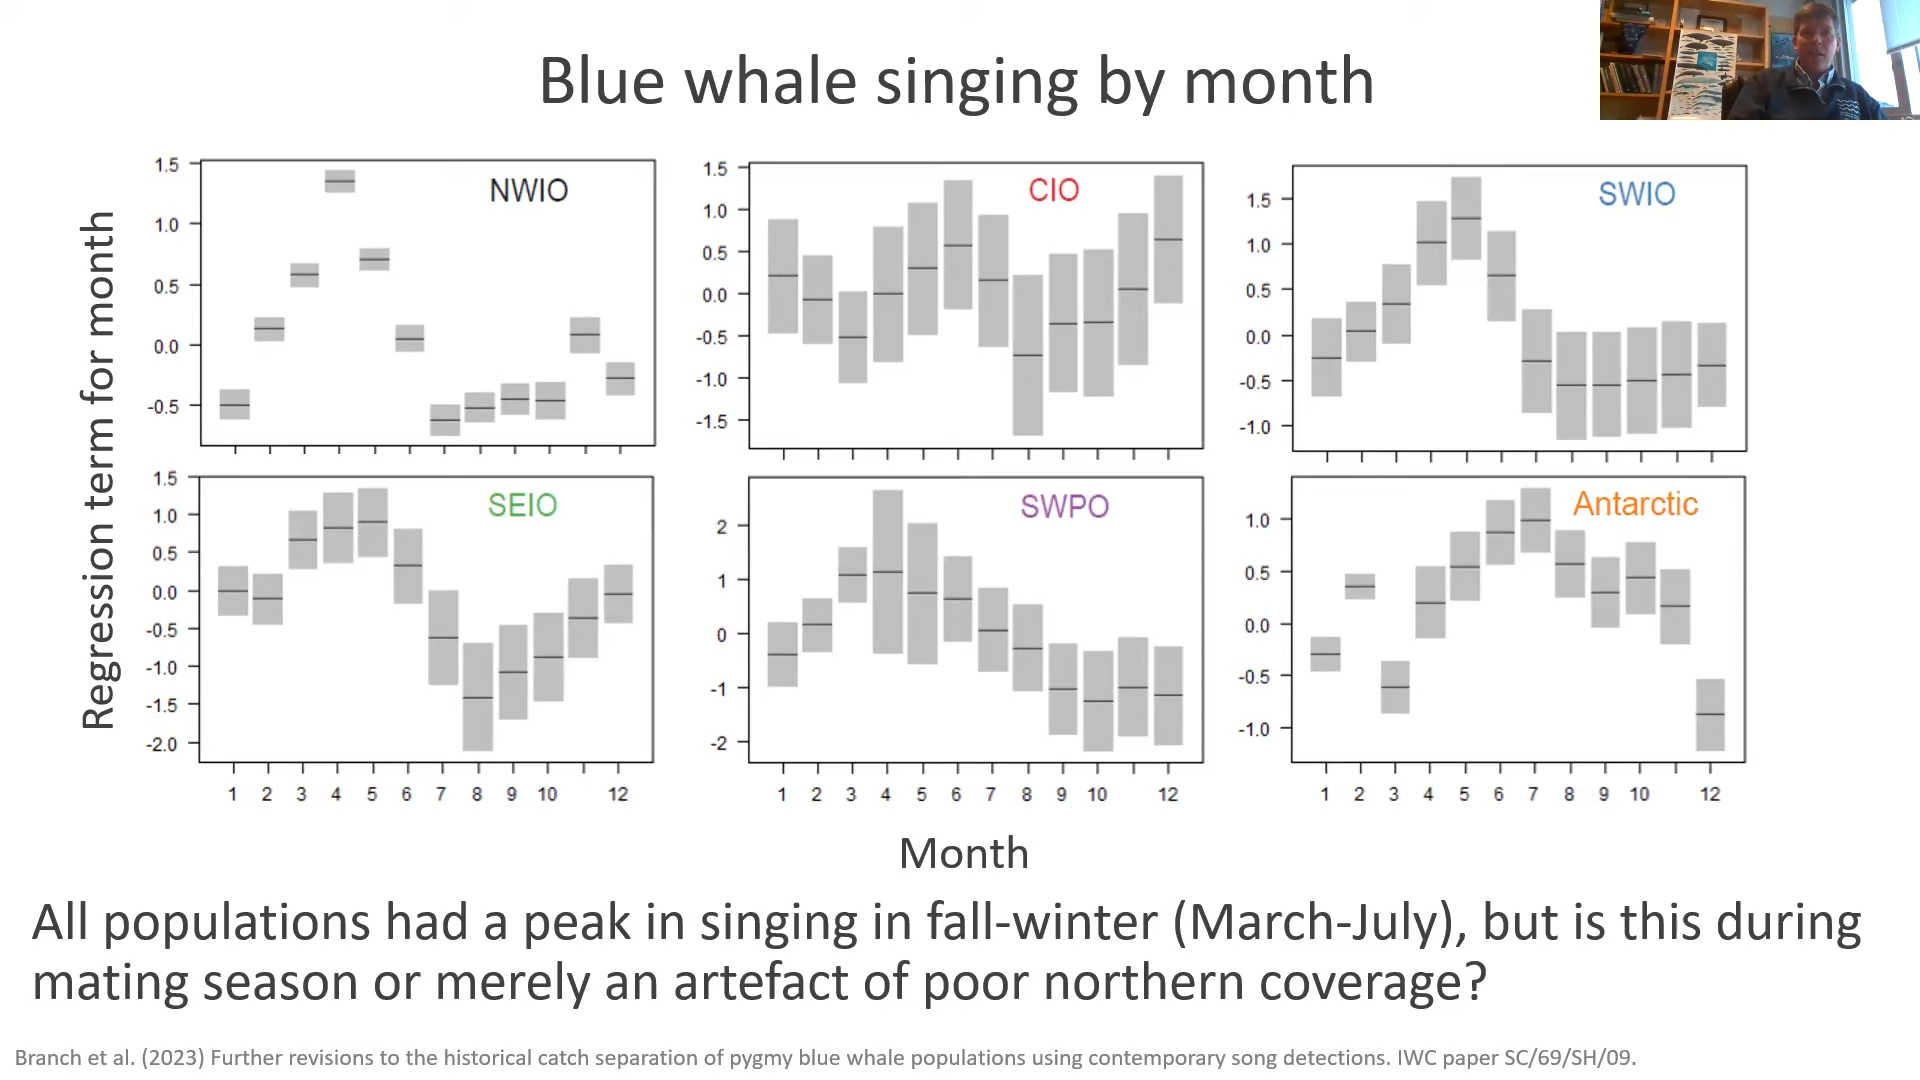 Blue whale singing by month
Regression term for month
NWIO
1.5
1.0
0.5
0.0
-0.5
CIO
1.5
1.0
0.5
0.0
-0.5
-1.0
-1.5
SWIO
1.5
1.0
0.5
0.0
-0.5
-1.0
SEIO
1.5
1.0
0.5
0.0
-0.5
-1.0
-1.5
-2.0
1 2 3 4 5 6 7 8 9 10 12
SWPO
2
1
0
-1
-2
1 2 3 4 5 6 7 8 9 10 12
Antarctic
1.0
0.5
0.0
-0.5
-1.0
1 2 3 4 5 6 7 8 9 10 12
Month
All populations had a peak in singing in fall-winter (March-July), but is this during
mating season or merely an artefact of poor northern coverage?
Branch et al. (2023) Further revisions to the historical catch separation of pygmy blue whale populations using contemporary song detections. IWC paper SC/69/SH/09.